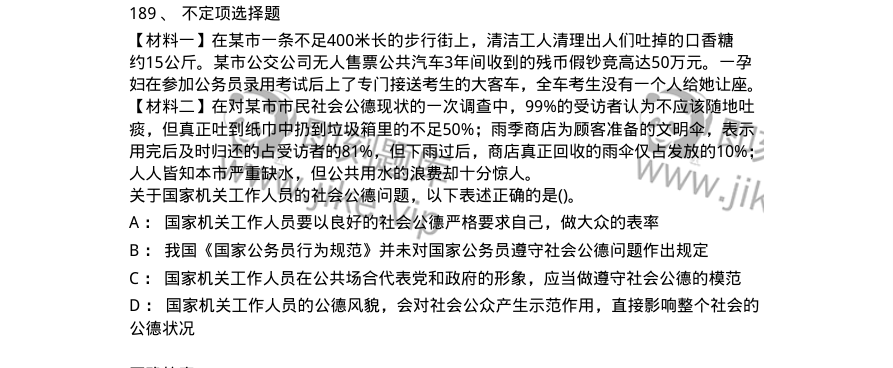 189 、 不定项选择题
【材料一】在某市一条不足400米长的步行街上，清洁工人清理出人们吐掉的口香糖
约15公斤。某市公交公司无人售票公共汽车3年间收到的残币假钞竞高达50万元。一孕
妇在参加公务员录用考试后上了专门接送考生的大客车，全车考生没有一个人给她让座。
【材料二】在对某市市民社会公德现状的一次调查中，99%的受访者认为不应该随地吐
痰，但真正吐到纸巾中扔到垃圾箱里的不足50%；雨季商店为顾客准备的文明伞，表示
用完后及时归还的占受访者的81%，但下雨过后，商店真正回收的雨伞仅占发放的10%；
人人皆知本市严重缺水，但公共用水的浪费却十分惊人。
关于国家机关工作人员的社会公德问题，以下表述正确的是()。
A ： 国家机关工作人员要以良好的社会公德严格要求自己，做大众的表率
B ： 我国《国家公务员行为规范》并未对国家公务员遵守社会公德问题作出规定
C ： 国家机关工作人员在公共场合代表党和政府的形象，应当做遵守社会公德的模范
D ： 国家机关工作人员的公德风貌，会对社会公众产生示范作用，直接影响整个社会的
公德状况